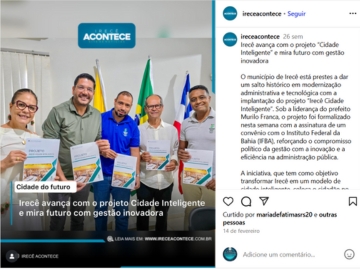 IRECÊ
ACONTECE
Cidade do futuro
Irecê avança com o projeto Cidade Inteligente
e mira futuro com gestão inovadora
LEIA MAIS EM: WWW.IRECEACONTECE.COM.BR
IRECÊ ACONTECE
ireceacontece • Seguir
ireceacontece 26 sem
Irecê avança com o projeto "Cidade
Inteligente" e mira futuro com gestão
inovadora
O município de Irecê está prestes a dar
um salto histórico em modernização
administrativa e tecnológica com a
implantação do projeto "Irecê Cidade
Inteligente". Sob a liderança do prefeito
Murilo Franca, o projeto foi formalizado
nesta semana com a assinatura de um
convênio com o Instituto Federal da
Bahia (IFBA), reforçando o compromisso
político da gestão com a inovação e a
eficiência na administração pública.
A iniciativa, que tem como objetivo
transformar Irecê em um modelo de
Curtido por mariadefatimasrs20 e outras
pessoas
14 de fevereiro
Adicione um comentário...